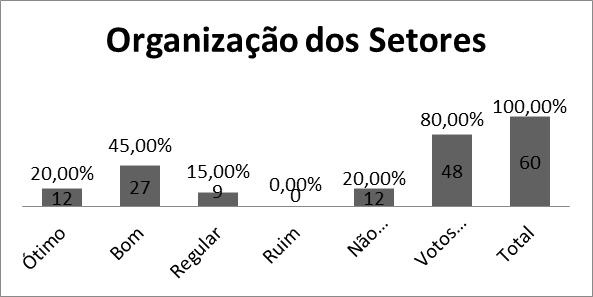 Organização dos Setores
20,00%
45,00%
15,00%
0,00%
20,00%
80,00%
100,00%
12
27
9
0
12
48
60
Ótimo
Bom
Regular
Ruim
Não...
Votos...
Total